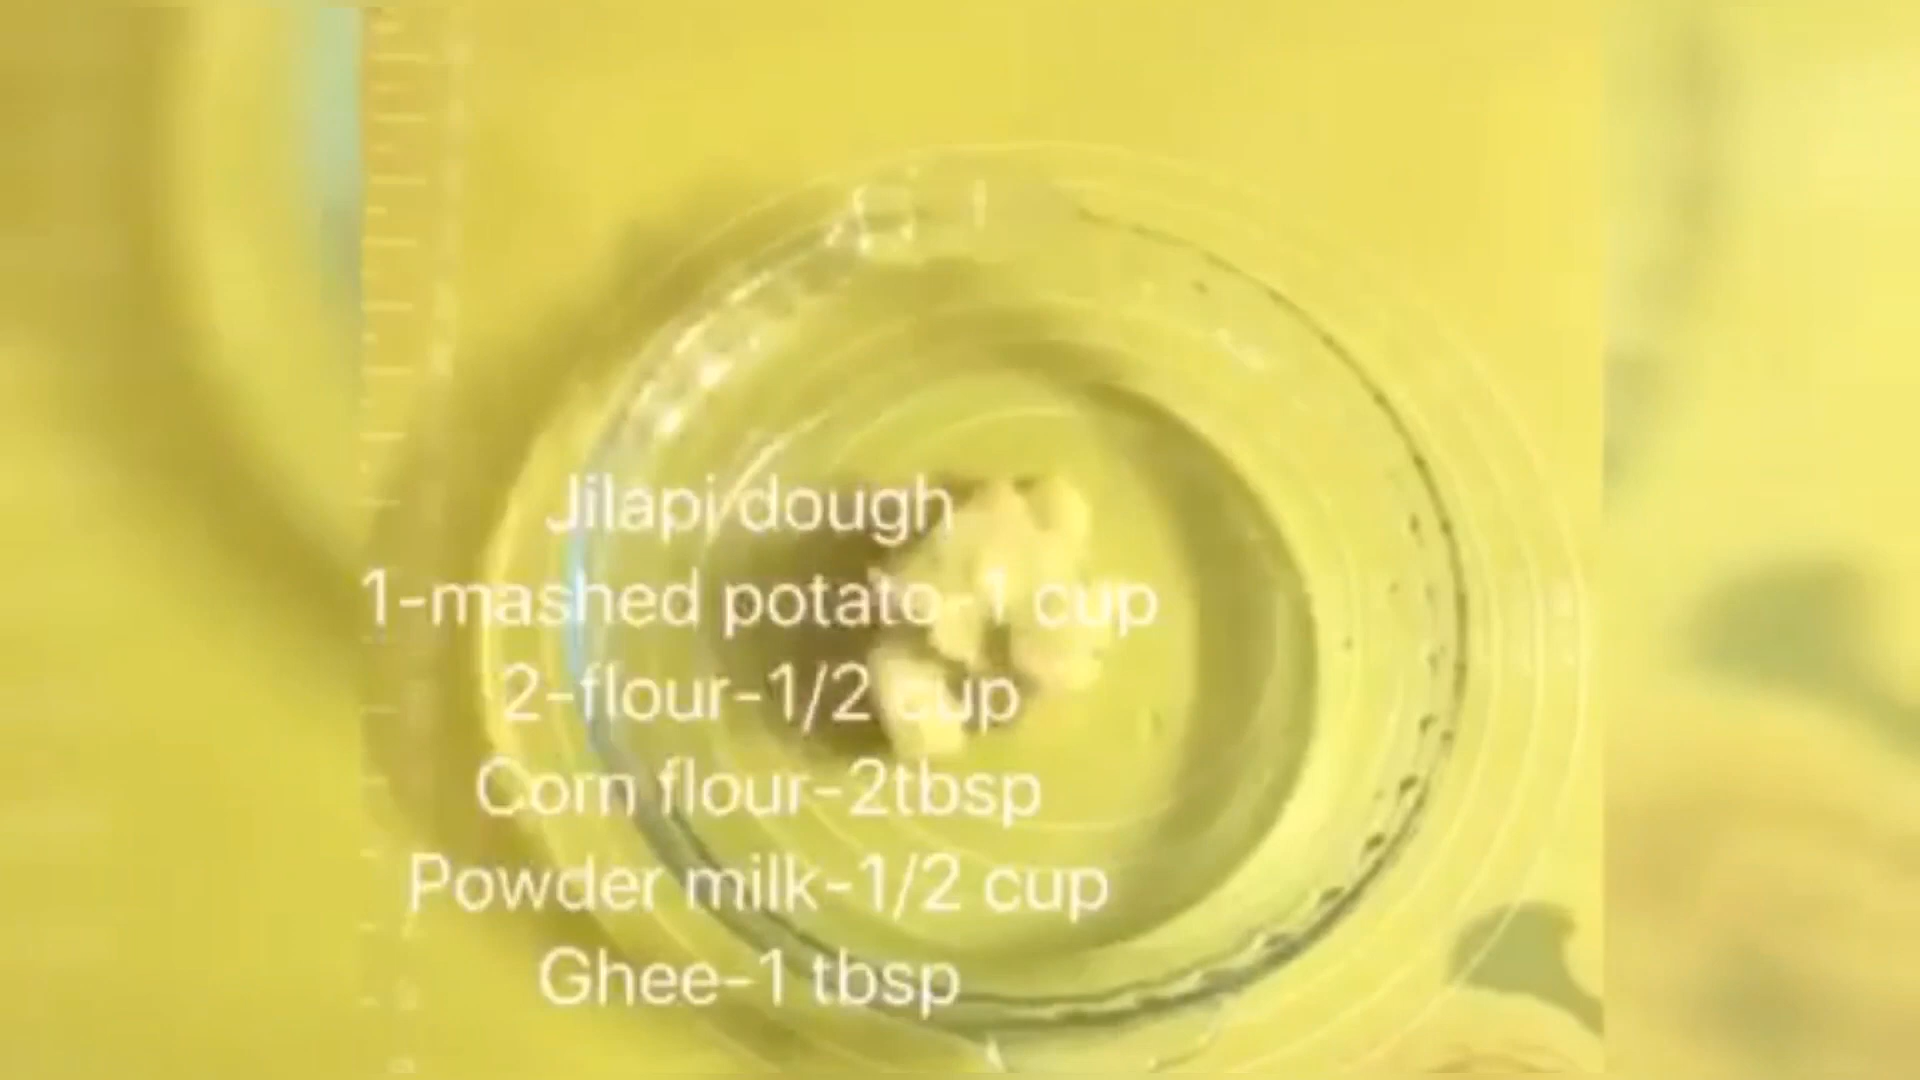 Jilapi dough
1-mashed potato-1 cup
2-flour-1/2 cup
Corn flour-2tbsp
Powder milk-1/2 cup
Ghee-1 tbsp